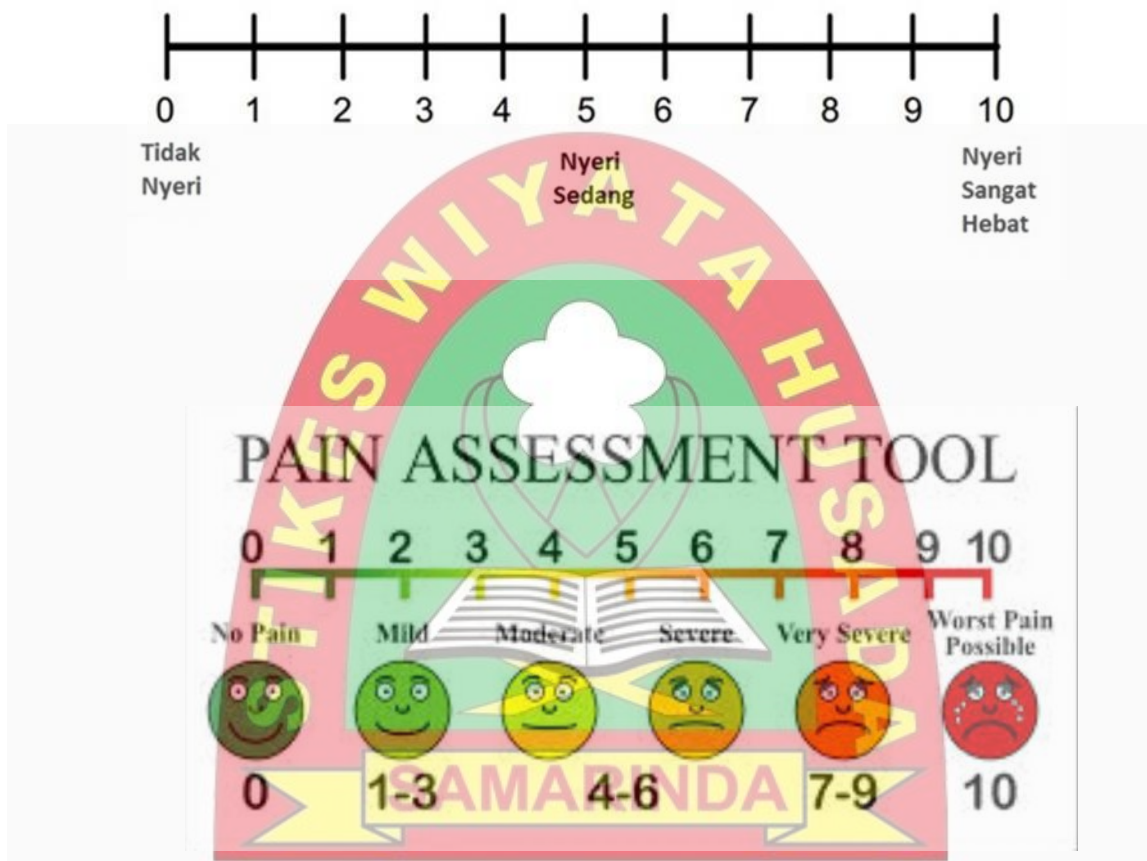 0 1 2 3 4 5 6 7 8 9 10
Tidak
Nyeri
Nyeri
Sedang
Nyeri
Sangat
Hebat
STIKES WIYATA HUSADA
PAIN ASSESSMENT TOOL
0 1 2 3 4 5 6 7 8 9 10
No Pain
Mild
Moderate
Severe
Very Severe
Worst Pain
Possible
0 1-3 4-6 7-9 10
SAMARINDA